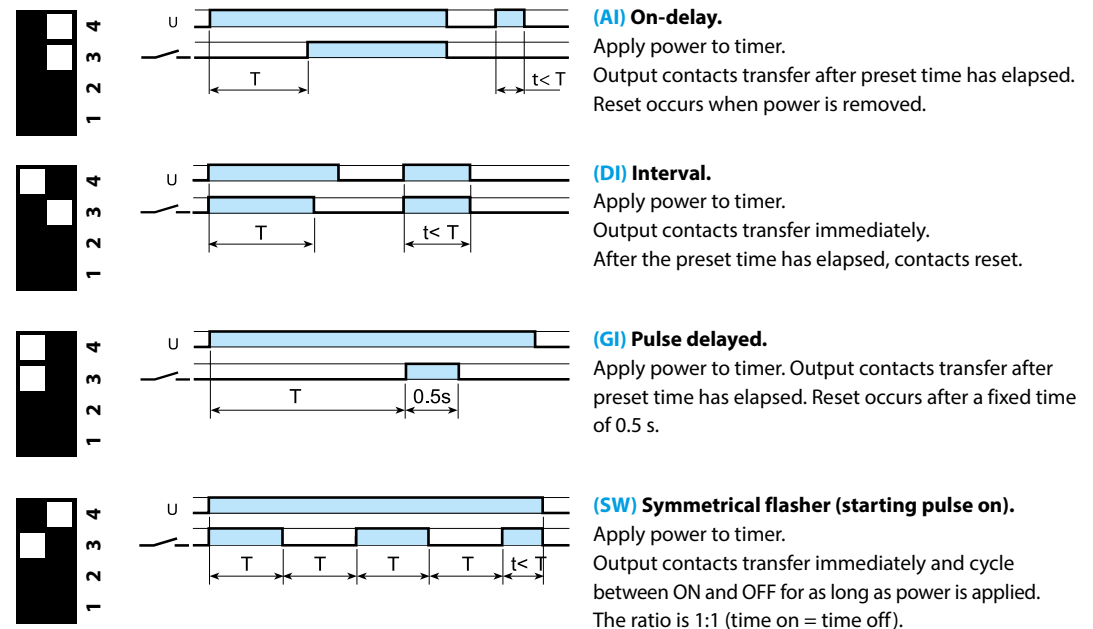 4
3
2
1
U
T
t< T
(AI) On-delay.
Apply power to timer.
Output contacts transfer after preset time has elapsed.
Reset occurs when power is removed.
4
3
2
1
U
T
t< T
(DI) Interval.
Apply power to timer.
Output contacts transfer immediately.
After the preset time has elapsed, contacts reset.
4
3
2
1
U
T
0.5s
(GI) Pulse delayed.
Apply power to timer. Output contacts transfer after
preset time has elapsed. Reset occurs after a fixed time
of 0.5 s.
4
3
2
1
U
T T T T t< T
(SW) Symmetrical flasher (starting pulse on).
Apply power to timer.
Output contacts transfer immediately and cycle
between ON and OFF for as long as power is applied.
The ratio is 1:1 (time on = time off).